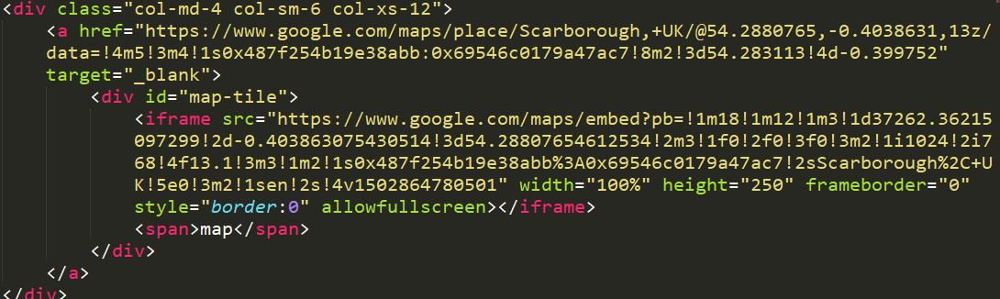 <div class="col-md-4 col-sm-6 col-xs-12">
<a href="https://www.google.com/maps/place/Scarborough,+UK/@54.2880765,-0.4038631,13z/
data=!4m5!3m4!1s0x487f254b19e38abb:0x69546c0179a47ac7!8m2!3d54.283113!4d-0.399752"
target="_blank">
<div id="map-tile">
<iframe src="https://www.google.com/maps/embed?pb=!1m18!1m12!1m3!1d37262.36215
097299!2d-0.403863075430514!3d54.28807654612534!2m3!1f0!2f0!3f0!3m2!1i1024!2i7
68!4f13.1!3m3!1m2!1s0x487f254b19e38abb%3A0x69546c0179a47ac7!2sScarborough%2C+U
K!5e0!3m2!1sen!2s!4v1502864780501" width="100%" height="250" frameborder="0"
style="border:0" allowfullscreen></iframe>
<span>map</span>
</div>
</a>
</div>